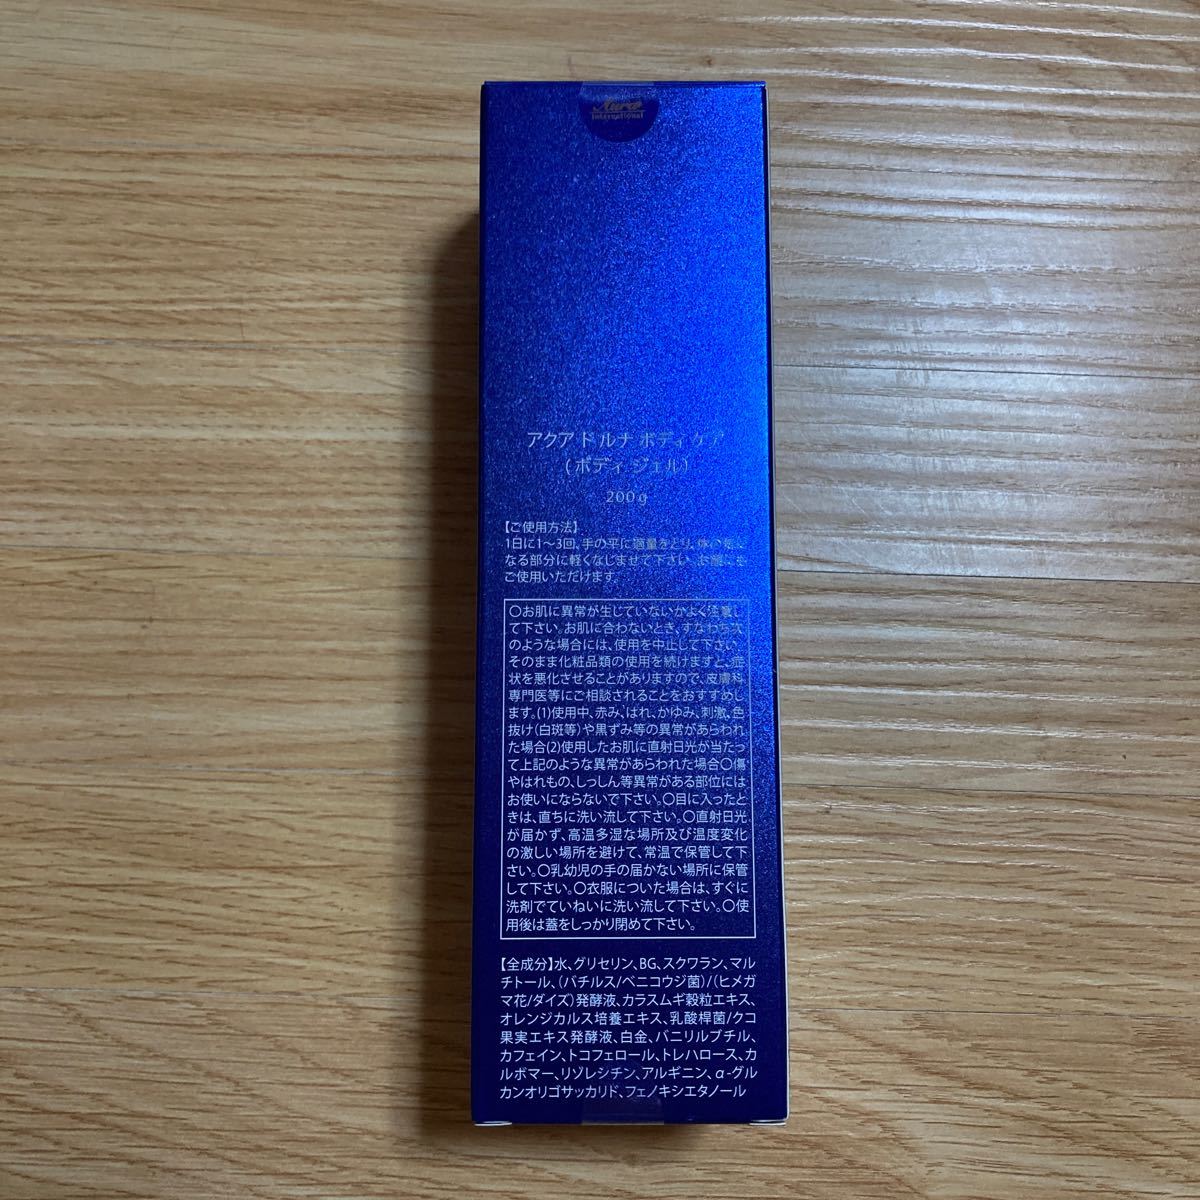 Aura
International
アクア ド ルナ ボディ ケア
(ボディ ジェル)
200g
【ご使用方法】
1日に1〜3回、手の平に適量をとり、体の気に
なる部分に軽くなじませて下さい。お顔にも
ご使用いただけます。
〇お肌に異常が生じていないかよく注意し
て下さい。お肌に合わないとき、すなわち次
のような場合には、使用を中止して下さい。
そのまま化粧品類の使用を続けますと、症
状を悪化させることがありますので、皮膚科
専門医等にご相談されることをおすすめし
ます。(1)使用中、赤み、はれ、かゆみ、刺激、色
抜け(白斑等)や黒ずみ等の異常があらわれ
た場合(2)使用したお肌に直射日光が当たっ
て上記のような異常があらわれた場合〇傷
やはれもの、しっしん等異常がある部位には
お使いにならないで下さい。〇目に入ったと
きは、直ちに洗い流して下さい。〇直射日光
が届かず、高温多湿な場所及び温度変化
の激しい場所を避けて、常温で保管して下
さい。〇乳幼児の手の届かない場所に保管
して下さい。〇衣服についた場合は、すぐに
洗剤でていねいに洗い流して下さい。〇使
用後は蓋をしっかり閉めて下さい。
【全成分】水、グリセリン、BG、スクワラン、マル
チトール、(バチルス/ベニコウジ菌)/(ヒメガ
マ花/ダイズ)発酵液、カラスムギ穀粒エキス、
オレンジカルス培養エキス、乳酸桿菌/クコ
果実エキス発酵液、白金、バニリルブチル、
カフェイン、トコフェロール、トレハロース、カ
ルボマー、リゾレシチン、アルギニン、α-グル
カンオリゴサッカリド、フェノキシエタノール